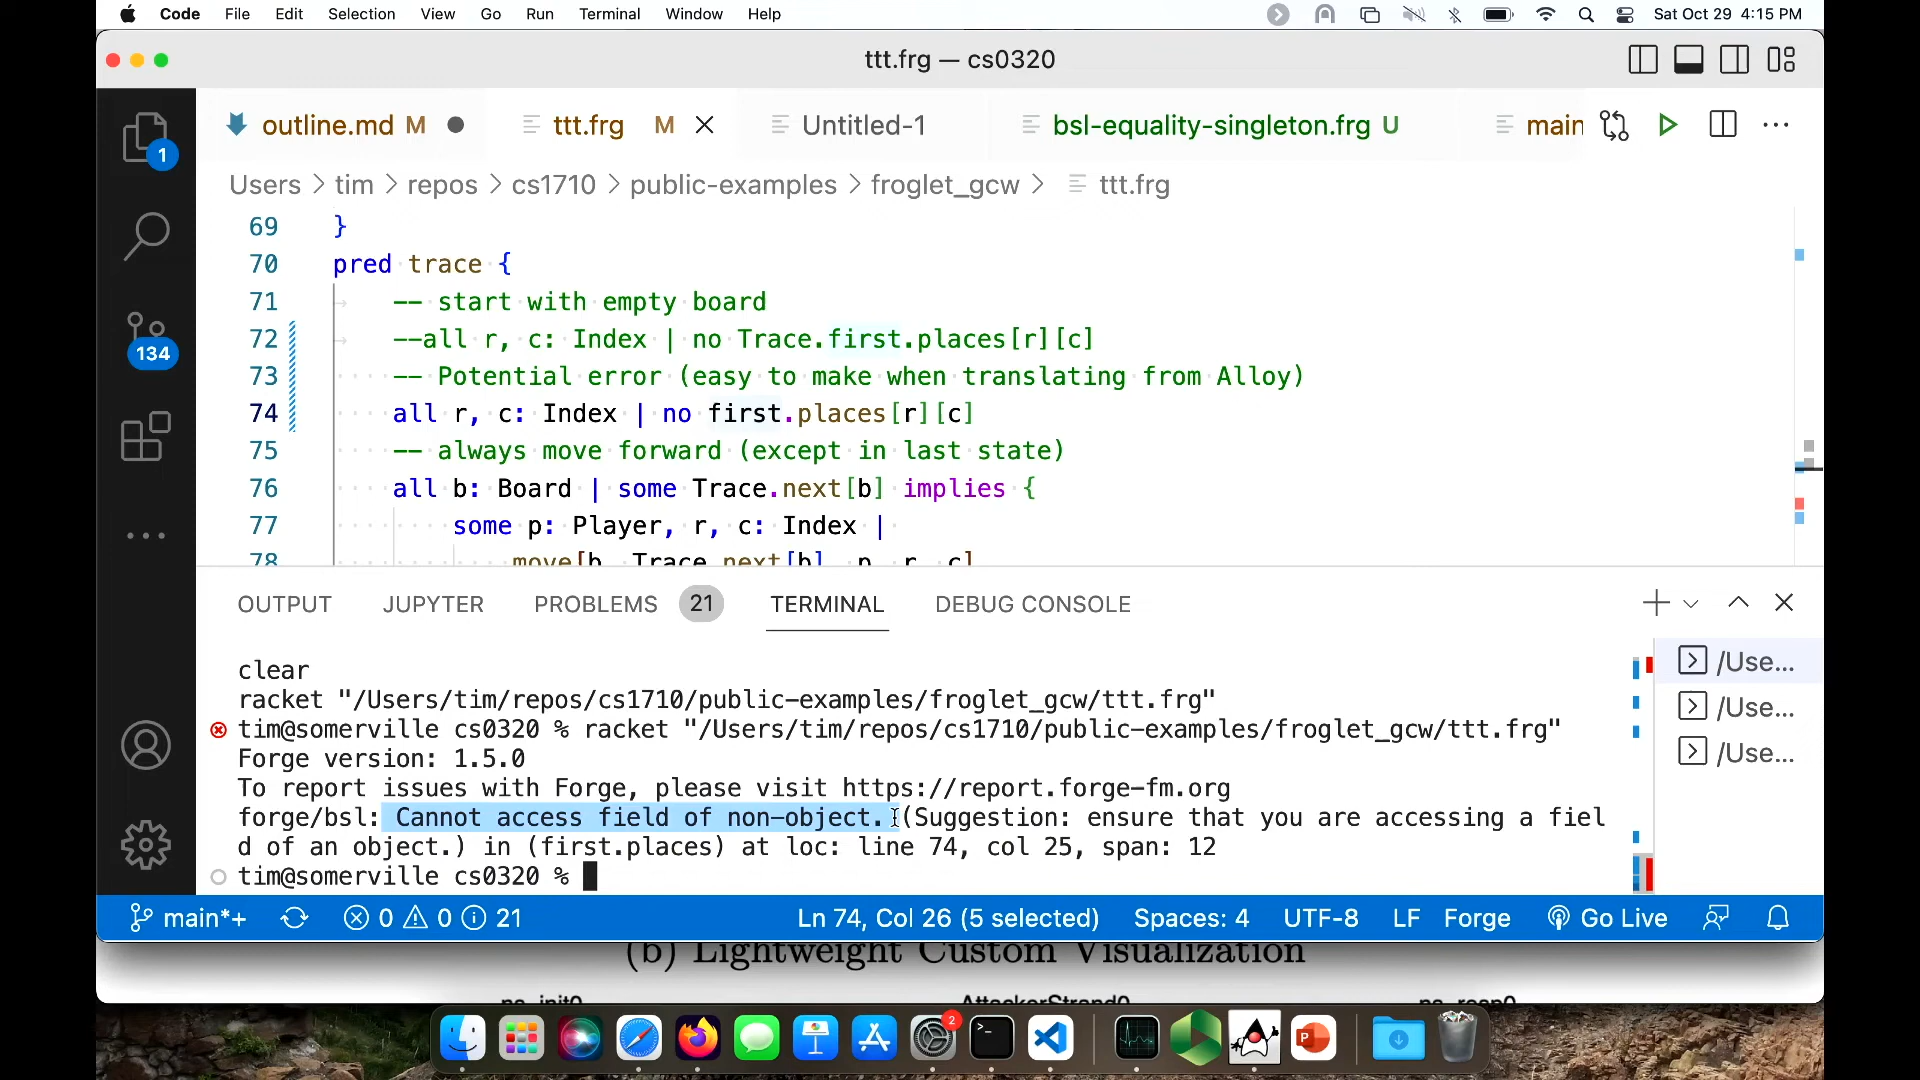 Code File Edit Selection View Go Run Terminal Window Help Sat Oct 29 4:15 PM
ttt.frg — cs0320
outline.md M ttt.frg M Untitled-1 bsl-equality-singleton.frg U main
1
Users > tim > repos > cs1710 > public-examples > froglet_gcw > ttt.frg
69 }
70 pred trace {
71 -- start with empty board
72 --all r, c: Index | no Trace.first.places[r][c]
73 -- Potential error (easy to make when translating from Alloy)
74 all r, c: Index | no first.places[r][c]
75 -- always move forward (except in last state)
76 all b: Board | some Trace.next[b] implies {
77 some p: Player, r, c: Index |
78 move[b, Trace.next[b], p, r, c]
134
OUTPUT JUPYTER PROBLEMS 21 TERMINAL DEBUG CONSOLE
clear
racket "/Users/tim/repos/cs1710/public-examples/froglet_gcw/ttt.frg"
tim@somerville cs0320 % racket "/Users/tim/repos/cs1710/public-examples/froglet_gcw/ttt.frg"
Forge version: 1.5.0
To report issues with Forge, please visit https://report.forge-fm.org
forge/bsl: Cannot access field of non-object. (Suggestion: ensure that you are accessing a fiel
d of an object.) in (first.places) at loc: line 74, col 25, span: 12
tim@somerville cs0320 %
/Use...
/Use...
/Use...
main*+ 0 0 21 Ln 74, Col 26 (5 selected) Spaces: 4 UTF-8 LF Forge Go Live
(b) Lightweight Custom Visualization
AttackerStrand0
2